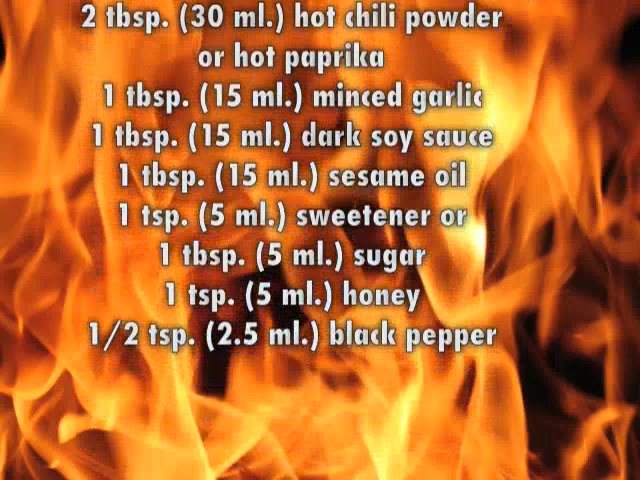 2 tbsp. (30 ml.) hot chili powder
or hot paprika
1 tbsp. (15 ml.) minced garlic
1 tbsp. (15 ml.) dark soy sauce
1 tbsp. (15 ml.) sesame oil
1 tsp. (5 ml.) sweetener or
1 tbsp. (5 ml.) sugar
1 tsp. (5 ml.) honey
1/2 tsp. (2.5 ml.) black pepper